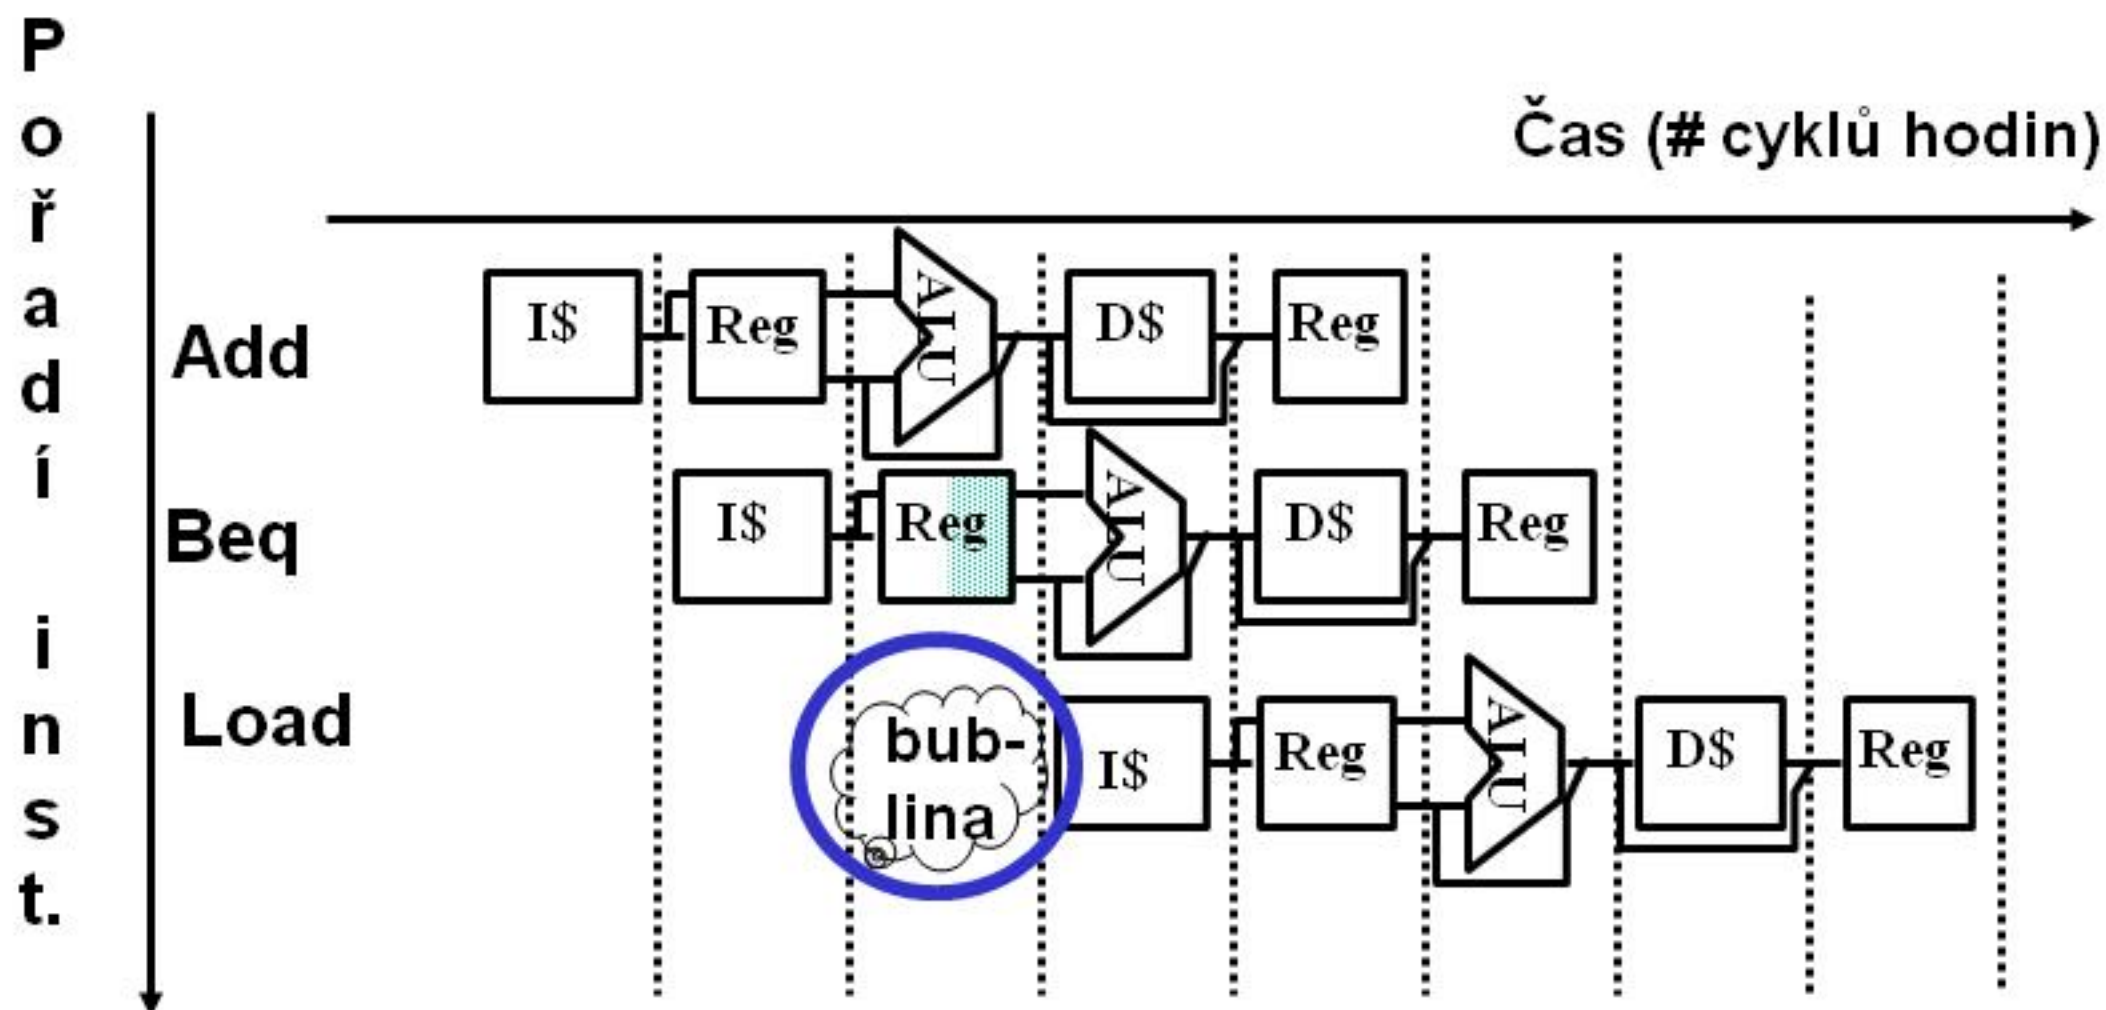 Pořadí inst.
Čas (# cyklů hodin)
Add
I$
Reg
ALU
D$
Reg
Beq
I$
Reg
ALU
D$
Reg
Load
bub-
lina
I$
Reg
ALU
D$
Reg